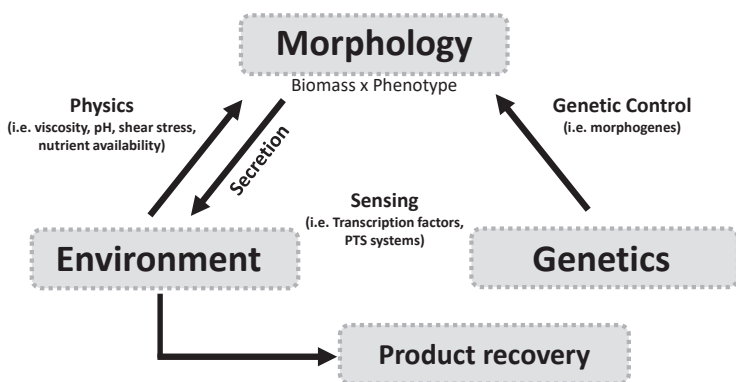 Morphology
Biomass x Phenotype
Physics
(i.e. viscosity, pH, shear stress,
nutrient availability)
Secretion
Genetic Control
(i.e. morphogenes)
Sensing
(i.e. Transcription factors,
PTS systems)
Environment
Genetics
Product recovery